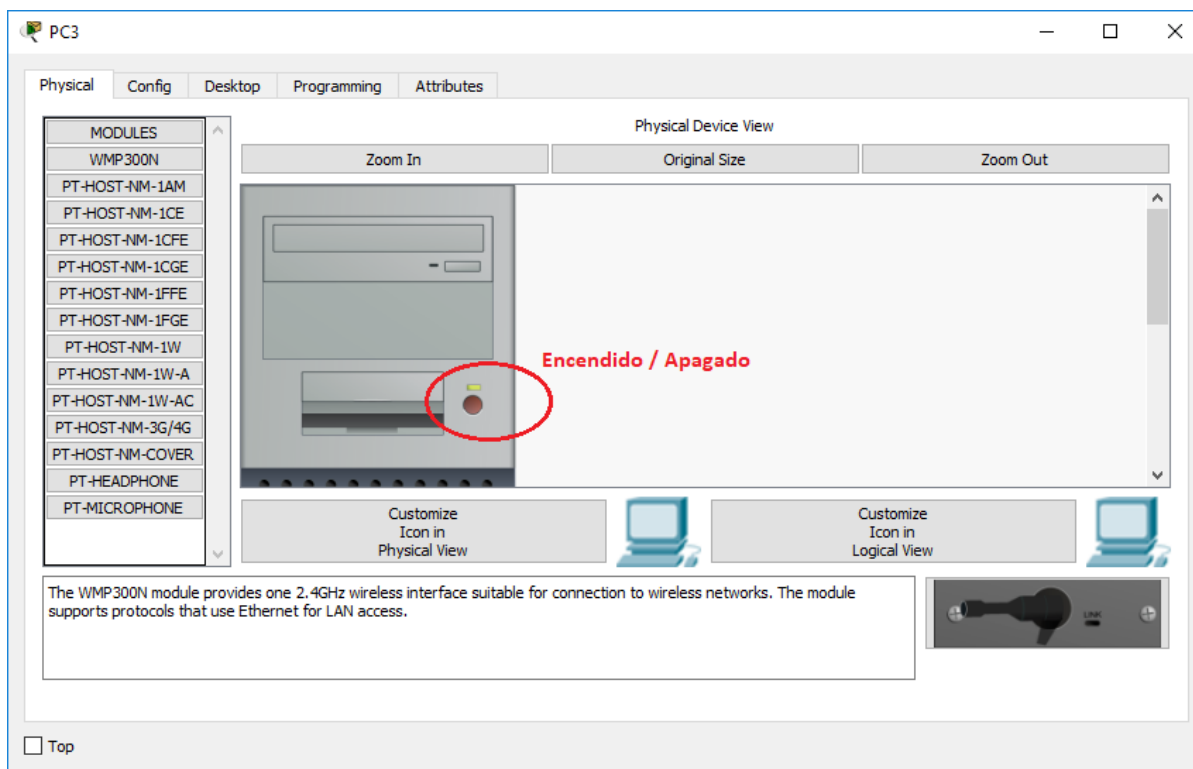 PC3
Physical
Config
Desktop
Programming
Attributes
MODULES
WMP300N
PT-HOST-NM-1AM
PT-HOST-NM-1CE
PT-HOST-NM-1CFE
PT-HOST-NM-1CGE
PT-HOST-NM-1FFE
PT-HOST-NM-1FGE
PT-HOST-NM-1W
PT-HOST-NM-1W-A
PT-HOST-NM-1W-AC
PT-HOST-NM-3G/4G
PT-HOST-NM-COVER
PT-HEADPHONE
PT-MICROPHONE
Physical Device View
Zoom In
Original Size
Zoom Out
Encendido / Apagado
Customize
Icon in
Physical View
Customize
Icon in
Logical View
The WMP300N module provides one 2.4GHz wireless interface suitable for connection to wireless networks. The module
supports protocols that use Ethernet for LAN access.
LINK
Top